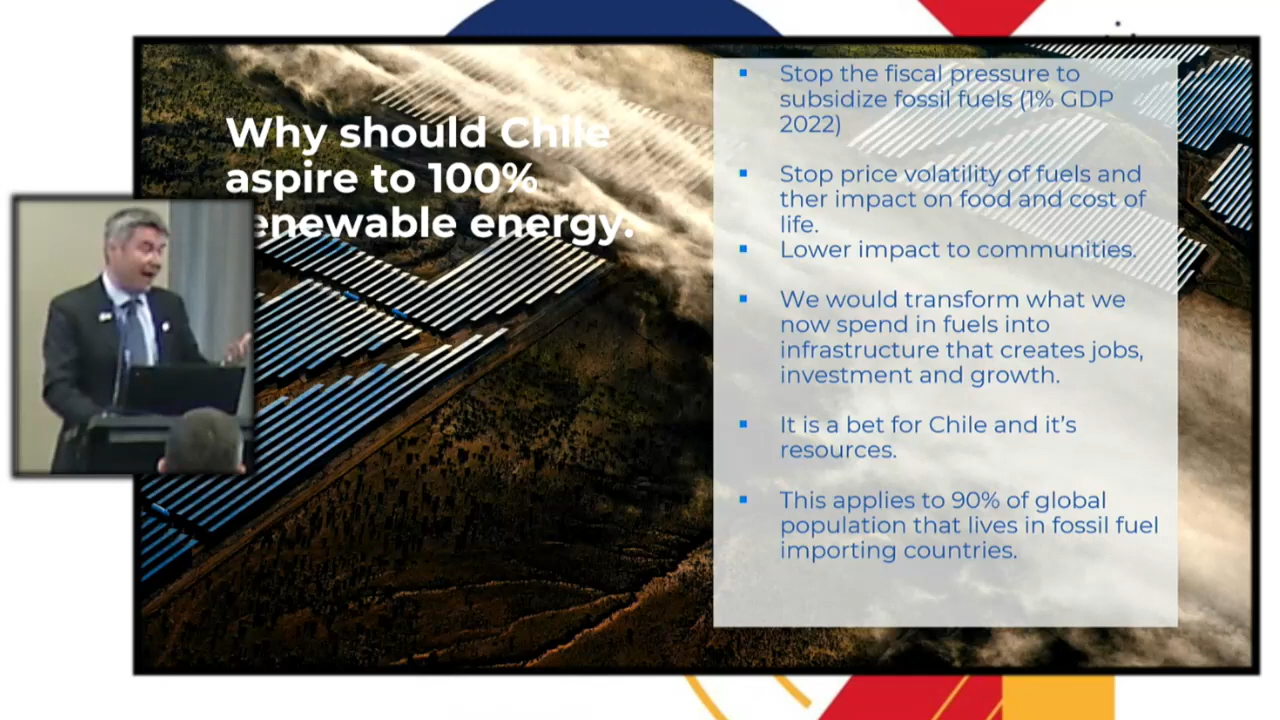 Why should Chile
aspire to 100%
renewable energy.
Stop the fiscal pressure to
subsidize fossil fuels (1% GDP
2022)
Stop price volatility of fuels and
ther impact on food and cost of
life.
Lower impact to communities.
We would transform what we
now spend in fuels into
infrastructure that creates jobs,
investment and growth.
It is a bet for Chile and it’s
resources.
This applies to 90% of global
population that lives in fossil fuel
importing countries.